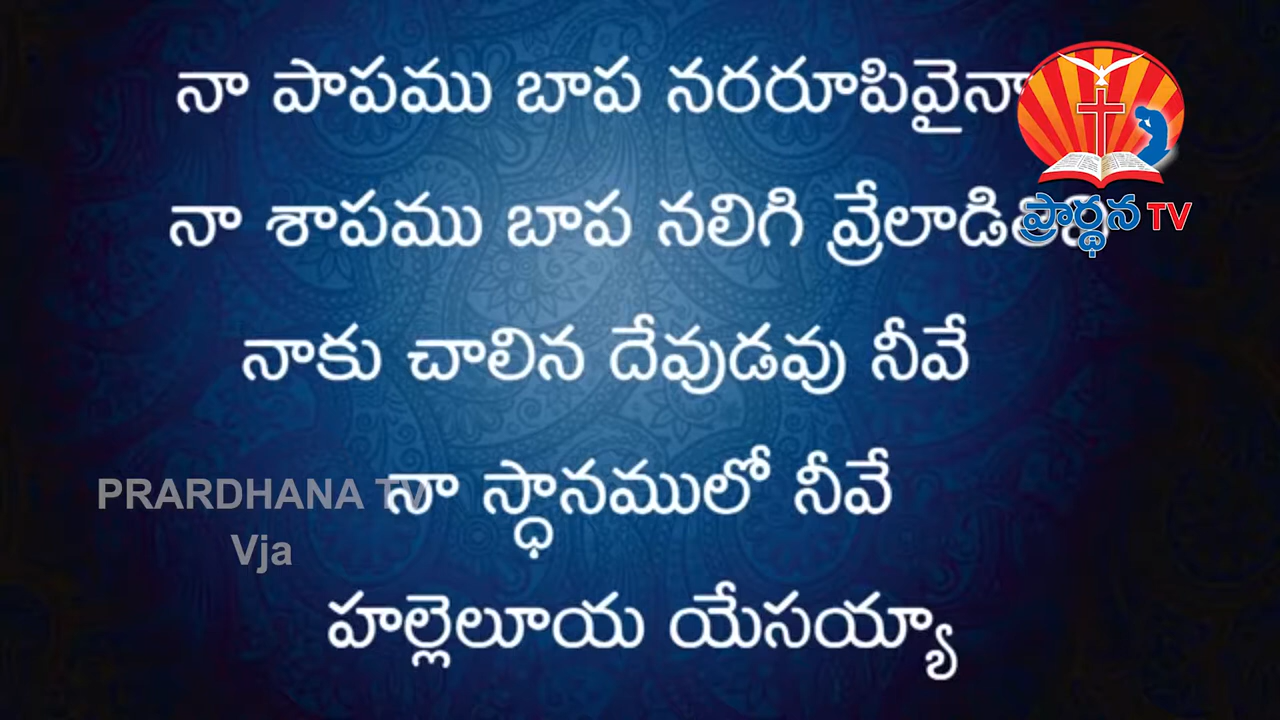 నా పాపము బాప నరరూపివైనా
నా శాపము బాప నలిగి వ్రేలాడి
ప్రార్థన TV
నాకు చాలిన దేవుడవు నీవే
PRARDHANA TV
నా స్ధానములో నీవే
Vja
హల్లెలూయ యేసయ్యా